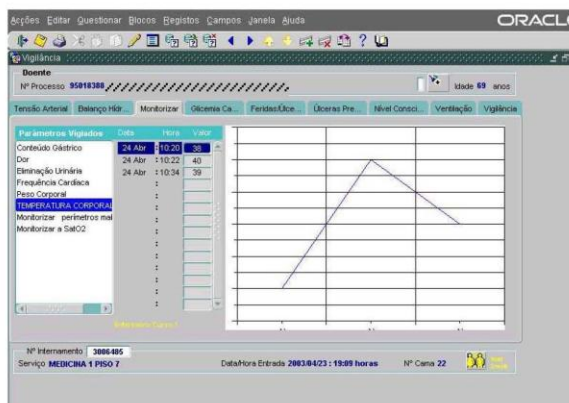 Acções Editar Questionar Blocos Registos Campos Janela Ajuda
ORACLE
Vigilância
Doente
Nº Processo 95018388
Idade 69 anos
Tensão Arterial Balanço Hídr... Monitorizar Glicemia Ca... Feridas/Úlce... Úlceras Pre... Nível Consci... Ventilação Vigilância
Parâmetros Vigiados Data Hora Valor
Conteúdo Gástrico 24 Abr :10:20 38
Dor 24 Abr :10:22 40
Eliminação Urinária 24 Abr :10:34 39
Frequência Cardíaca :
Peso Corporal :
TEMPERATURA CORPORAL :
Monitorizar perímetros mal :
Monitorizar a SatO2 :
Nº Internamento 3006485
Serviço MEDICINA 1 PISO 7 Data/Hora Entrada 2003/04/23 : 19:09 horas Nº Cama 22